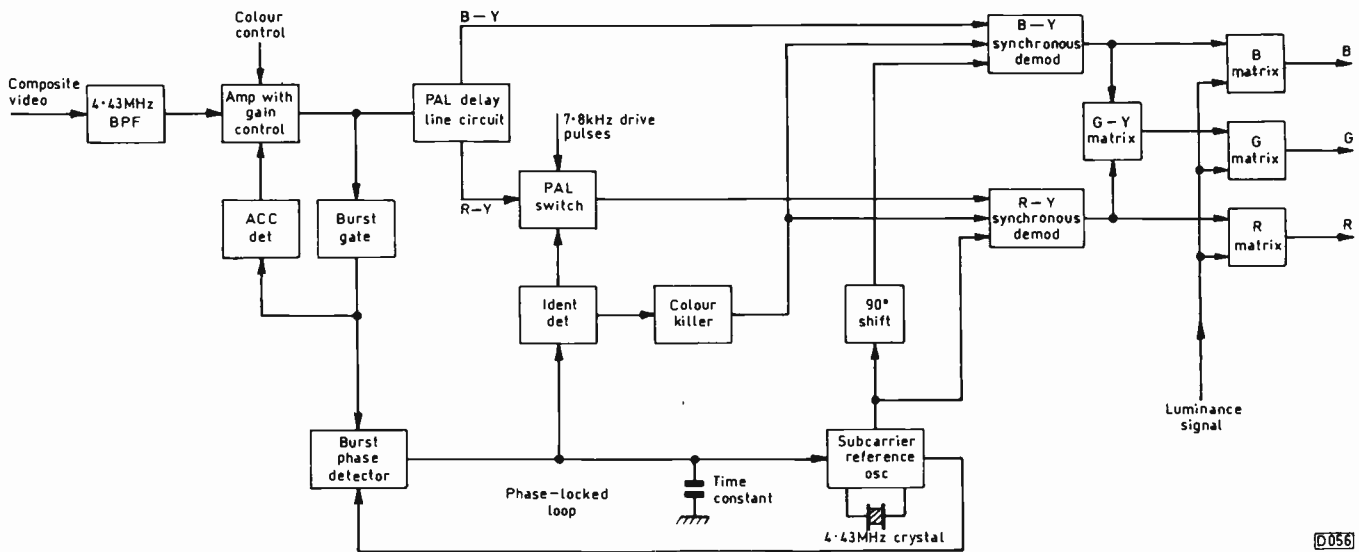 Colour
control
Composite
video
4·43MHz
BPF
Amp with
gain
control
ACC
det
Burst
gate
B–Y
PAL delay
line circuit
R–Y
7·8kHz drive
pulses
PAL
switch
Ident
det
Colour
killer
Burst
phase
detector
Phase-locked
loop
Time
constant
90°
shift
Subcarrier
reference
osc
4·43MHz crystal
B–Y
synchronous
demod
R–Y
synchronous
demod
G–Y
matrix
B
matrix
B
G
matrix
G
R
matrix
R
Luminance
signal
D056